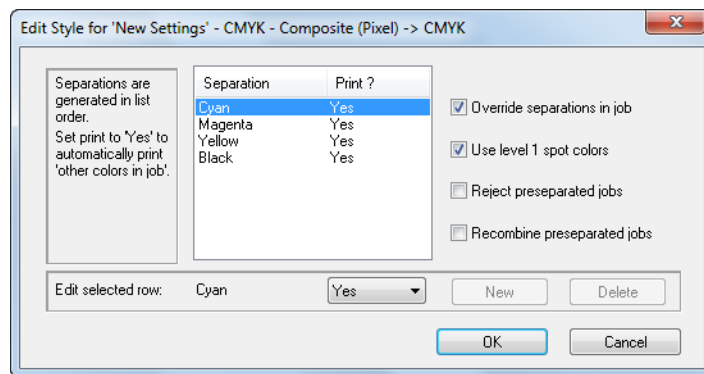 Edit Style for 'New Settings' - CMYK - Composite (Pixel) -> CMYK
Separations are
generated in list
order.
Set print to 'Yes' to
automatically print
'other colors in job'.
Separation Print ?
Cyan Yes
Magenta Yes
Yellow Yes
Black Yes
Override separations in job
Use level 1 spot colors
Reject preseparated jobs
Recombine preseparated jobs
Edit selected row: Cyan Yes New Delete
OK Cancel